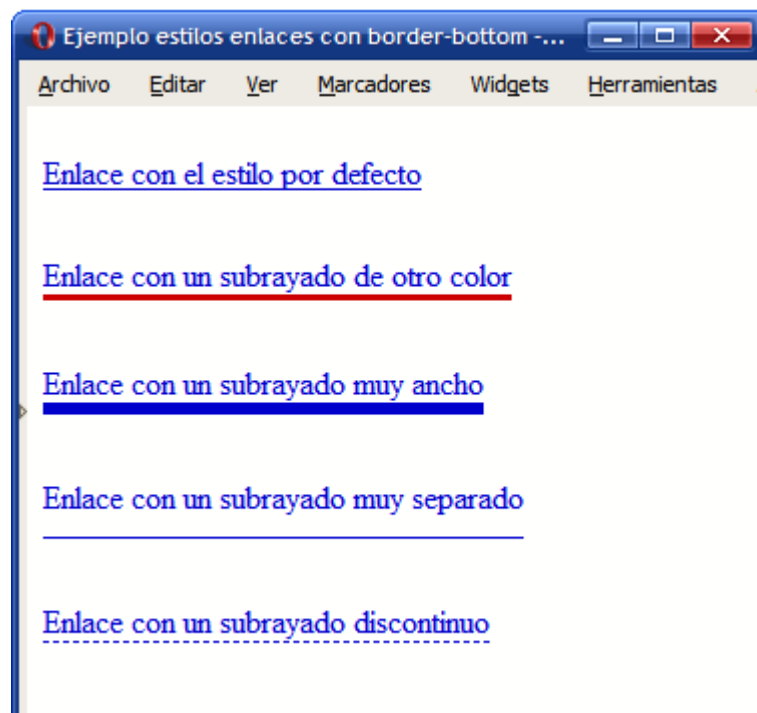 Ejemplo estilos enlaces con border-bottom -...
Archivo Editar Ver Marcadores Widgets Herramientas
Enlace con el estilo por defecto
Enlace con un subrayado de otro color
Enlace con un subrayado muy ancho
Enlace con un subrayado muy separado
Enlace con un subrayado discontinuo